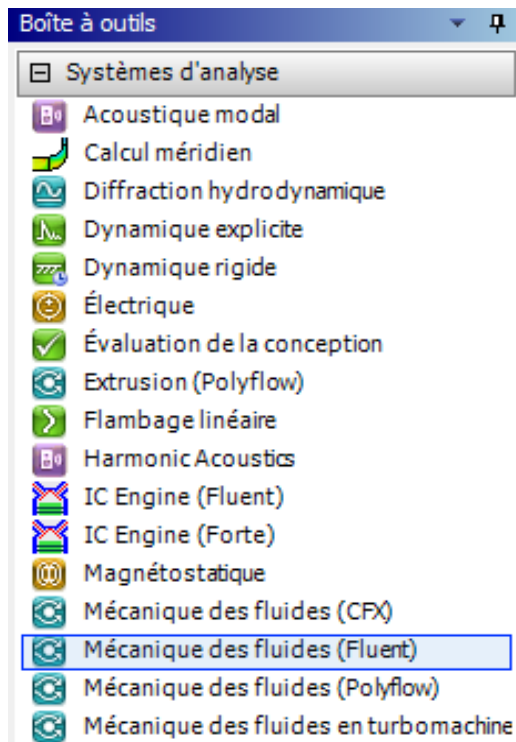 Boîte à outils
Systèmes d'analyse
Acoustique modal
Calcul méridien
Diffraction hydrodynamique
Dynamique explicite
Dynamique rigide
Électrique
Évaluation de la conception
Extrusion (Polyflow)
Flambage linéaire
Harmonic Acoustics
IC Engine (Fluent)
IC Engine (Forte)
Magnétostatique
Mécanique des fluides (CFX)
Mécanique des fluides (Fluent)
Mécanique des fluides (Polyflow)
Mécanique des fluides en turbomachine